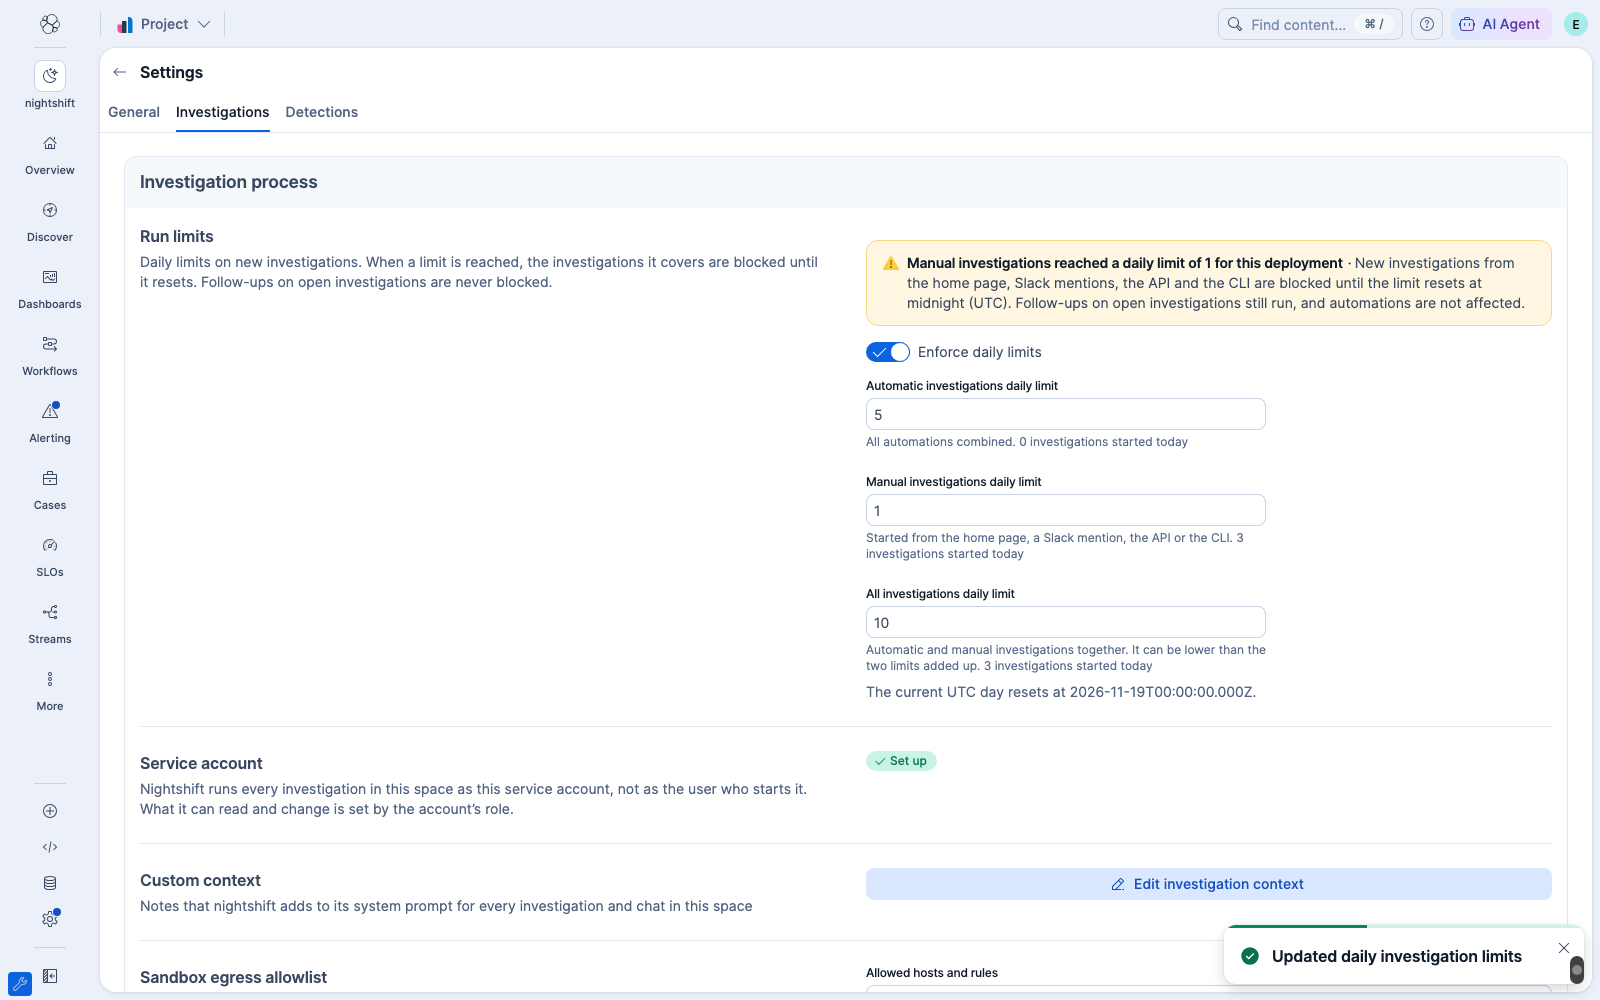 Project
Find content...
⌘ /
AI Agent
E
nightshift
Overview
Discover
Dashboards
Workflows
Alerting
Cases
SLOs
Streams
More
Settings
General
Investigations
Detections
Investigation process
Run limits
Daily limits on new investigations. When a limit is reached, the investigations it covers are blocked until
it resets. Follow-ups on open investigations are never blocked.
Manual investigations reached a daily limit of 1 for this deployment · New investigations from
the home page, Slack mentions, the API and the CLI are blocked until the limit resets at
midnight (UTC). Follow-ups on open investigations still run, and automations are not affected.
Enforce daily limits
Automatic investigations daily limit
5
All automations combined. 0 investigations started today
Manual investigations daily limit
1
Started from the home page, a Slack mention, the API or the CLI. 3
investigations started today
All investigations daily limit
10
Automatic and manual investigations together. It can be lower than the
two limits added up. 3 investigations started today
The current UTC day resets at 2026-11-19T00:00:00.000Z.
Service account
Nightshift runs every investigation in this space as this service account, not as the user who starts it.
What it can read and change is set by the account's role.
Set up
Custom context
Notes that nightshift adds to its system prompt for every investigation and chat in this space
Edit investigation context
Sandbox egress allowlist
Allowed hosts and rules
Updated daily investigation limits